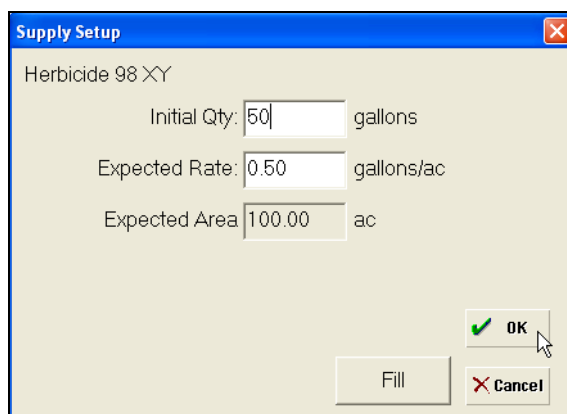 Supply Setup
Herbicide 98 XY
Initial Qty: 50 gallons
Expected Rate: 0.50 gallons/ac
Expected Area 100.00 ac
OK
Fill
Cancel